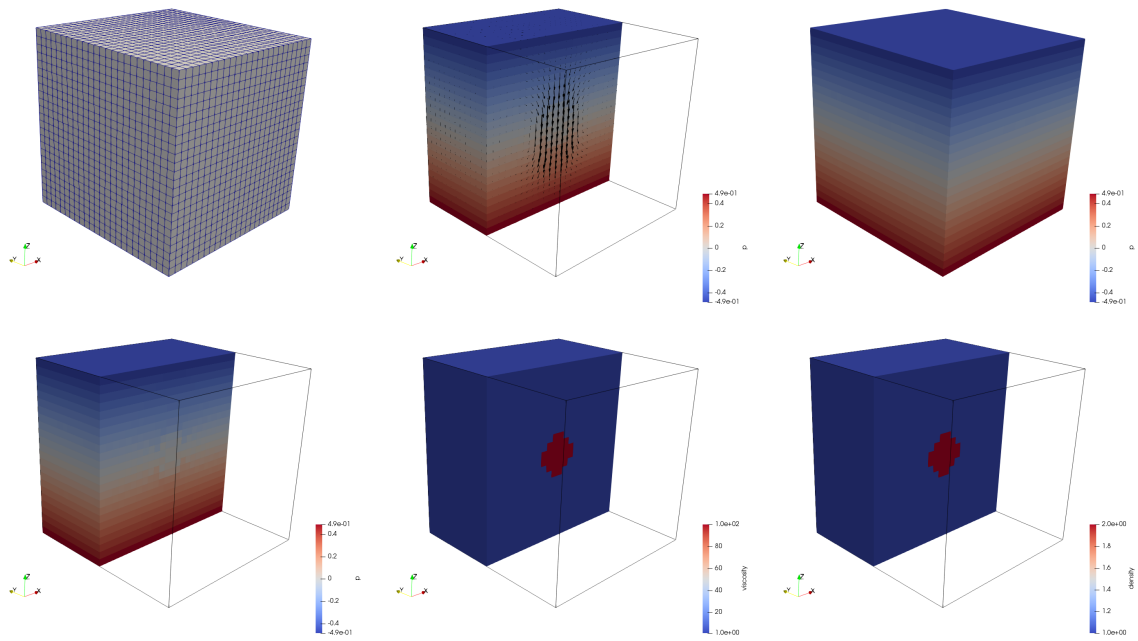 Z
Y
X
Z
Y
X
4.9e-01
0.4
0.2
0
-0.2
-0.4
-4.9e-01
p
Z
Y
X
4.9e-01
0.4
0.2
0
-0.2
-0.4
-4.9e-01
p
Z
Y
X
4.9e-01
0.4
0.2
0
-0.2
-0.4
-4.9e-01
p
Z
Y
X
1.0e+02
80
60
40
20
1.0e+00
viscosity
Z
Y
X
2.0e+00
1.8
1.6
1.4
1.2
1.0e+00
density